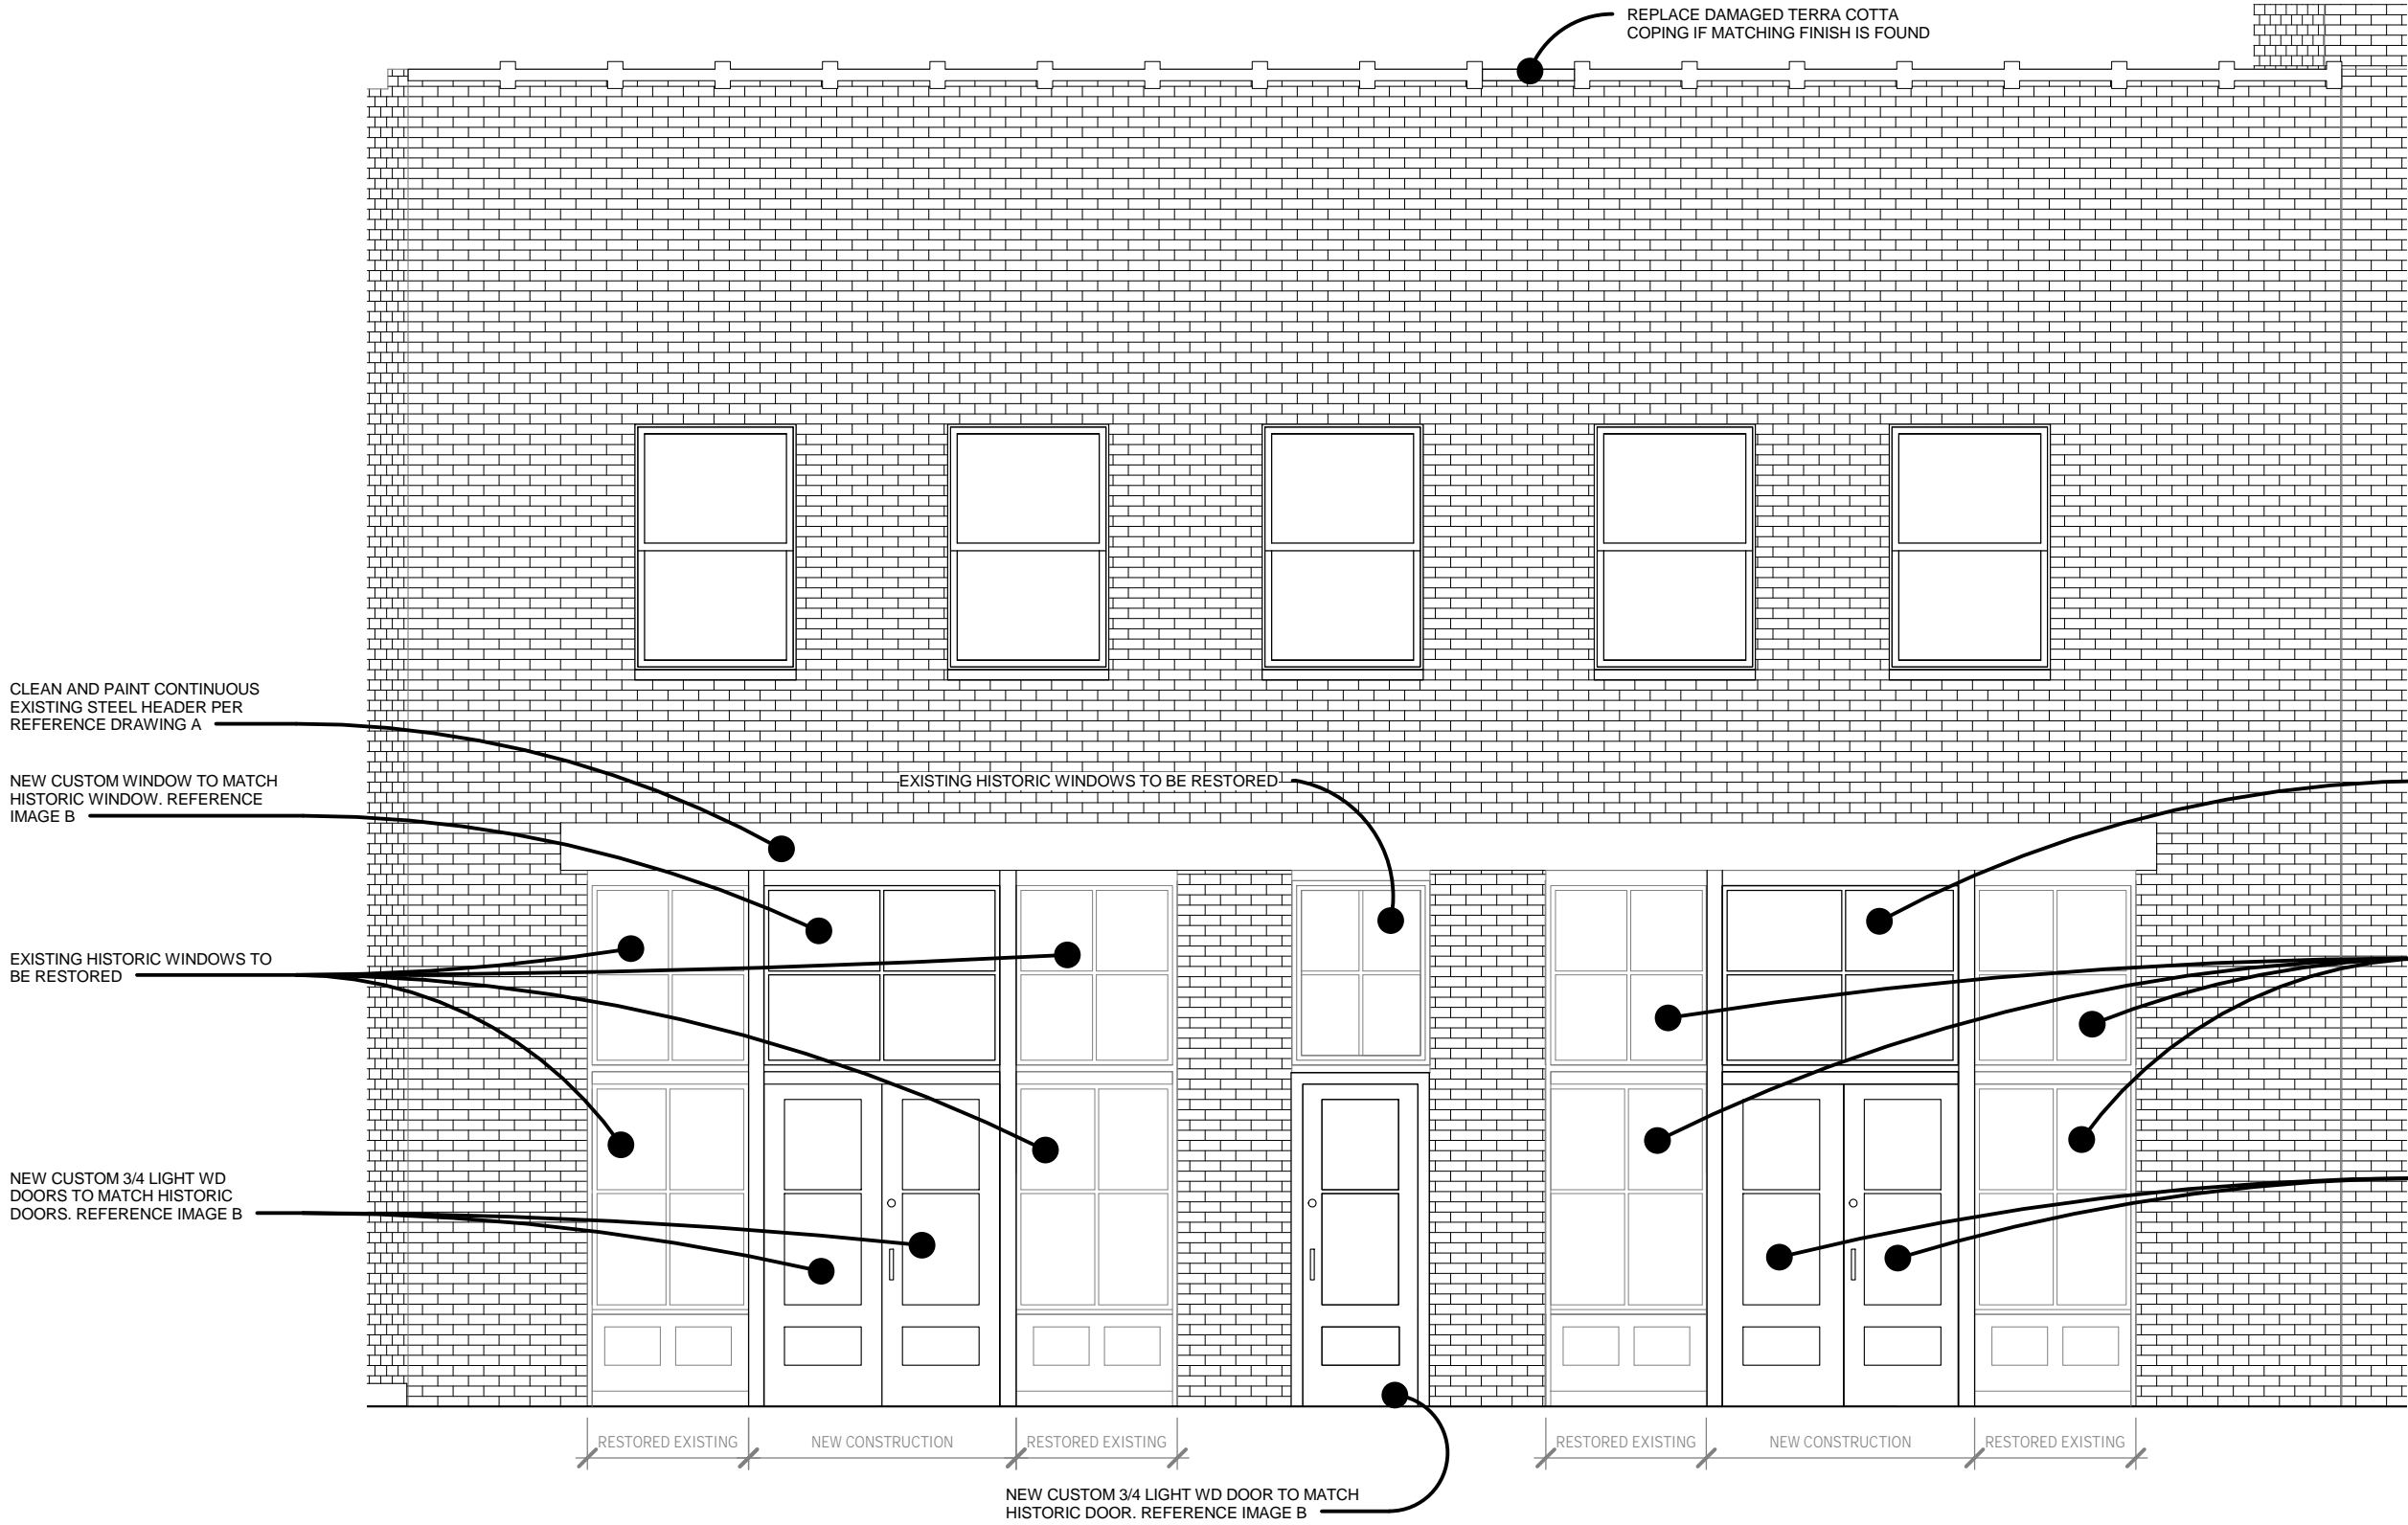 REPLACE DAMAGED TERRA COTTA
COPING IF MATCHING FINISH IS FOUND
CLEAN AND PAINT CONTINUOUS
EXISTING STEEL HEADER PER
REFERENCE DRAWING A
NEW CUSTOM WINDOW TO MATCH
HISTORIC WINDOW. REFERENCE
IMAGE B
EXISTING HISTORIC WINDOWS TO BE RESTORED
EXISTING HISTORIC WINDOWS TO
BE RESTORED
NEW CUSTOM 3/4 LIGHT WD
DOORS TO MATCH HISTORIC
DOORS. REFERENCE IMAGE B
RESTORED EXISTING
NEW CONSTRUCTION
RESTORED EXISTING
RESTORED EXISTING
NEW CONSTRUCTION
RESTORED EXISTING
NEW CUSTOM 3/4 LIGHT WD DOOR TO MATCH
HISTORIC DOOR. REFERENCE IMAGE B